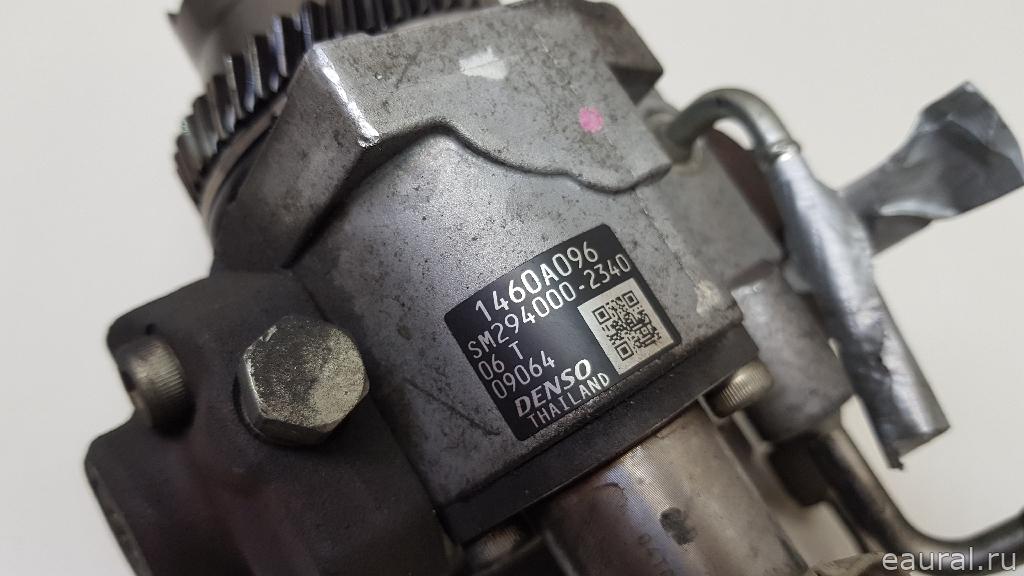 1460A096
SM294000-2340
06 T
09064
DENSO
THAILAND
eaural.ru